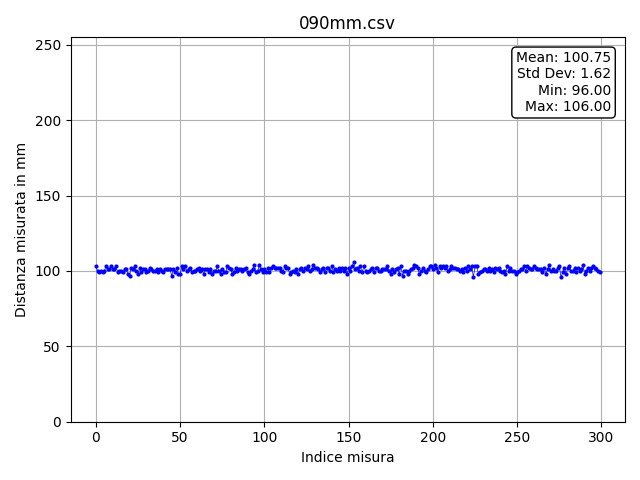 090mm.csv
Mean: 100.75
Std Dev: 1.62
Min: 96.00
Max: 106.00
Distanza misurata in mm
250
200
150
100
50
0
0 50 100 150 200 250 300
Indice misura